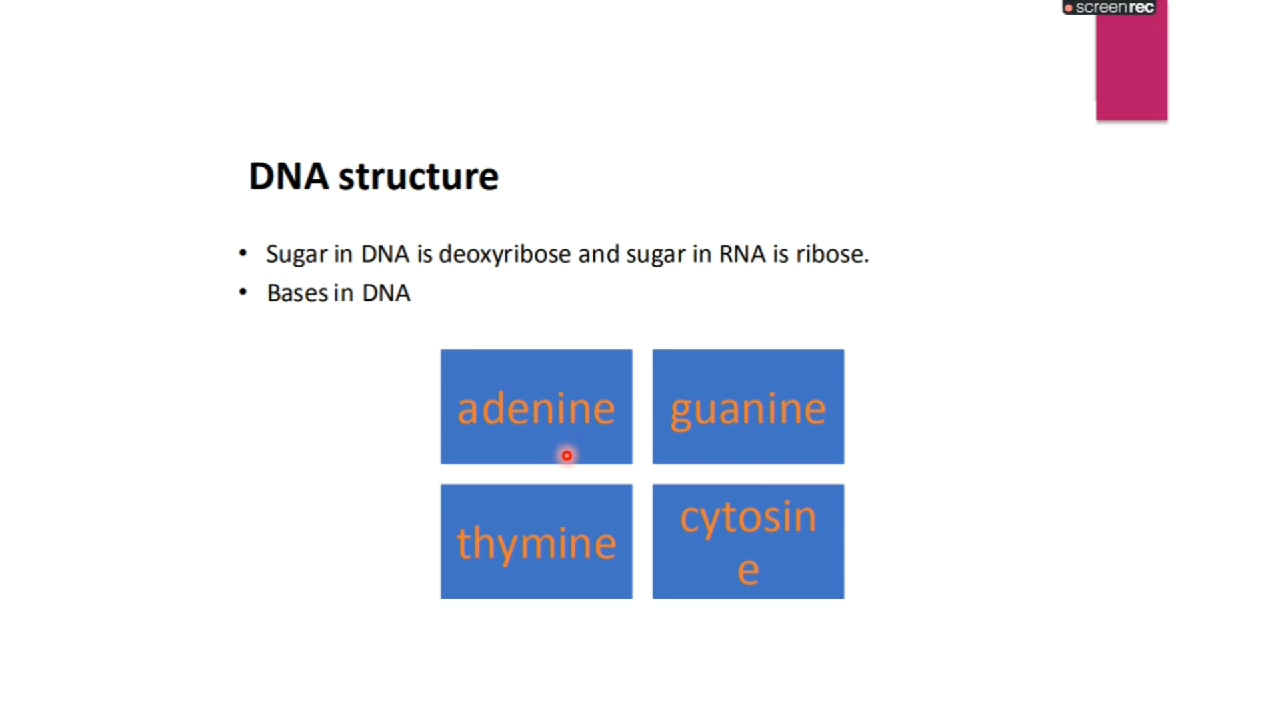 screenrec
DNA structure
• Sugar in DNA is deoxyribose and sugar in RNA is ribose.
• Bases in DNA
adenine
guanine
thymine
cytosin
e